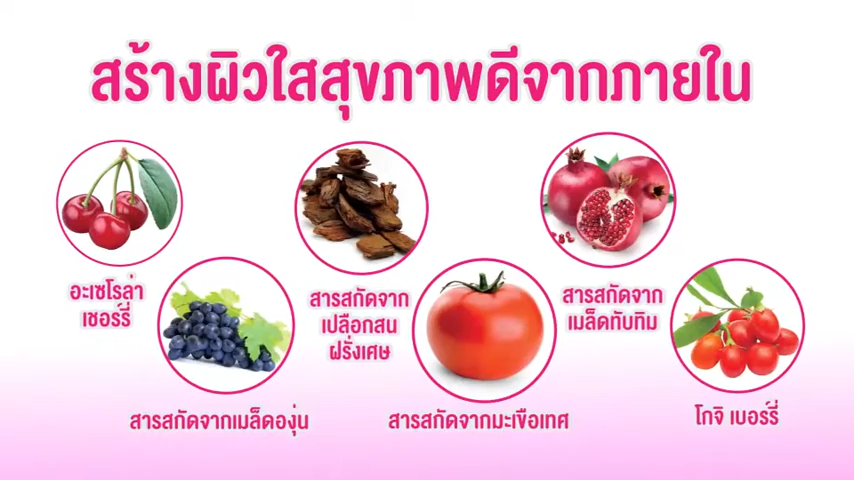 สร้างผิวใสสุขภาพดีจากภายใน
อะเซโรล่า
เชอร์รี่
สารสกัดจากเมล็ดองุ่น
สารสกัดจาก
เปลือกสน
ฝรั่งเศษ
สารสกัดจากมะเขือเทศ
สารสกัดจาก
เมล็ดทับทิม
โกจิ เบอร์รี่